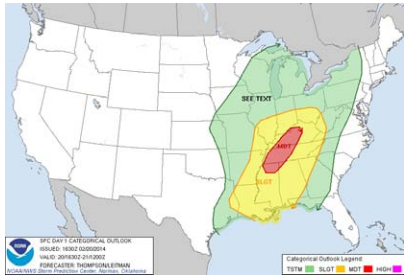 SEE TEXT
MDT
SLGT
SPC DAY 1 CATEGORICAL OUTLOOK
ISSUED: 1630Z 02/20/2014
VALID: 20/1630Z-21/1200Z
FORECASTER: THOMPSON/LEITMAN
NOAA/NWS Storm Prediction Center, Norman, Oklahoma
Categorical Outlook Legend
TSTM SLGT MDT HIGH